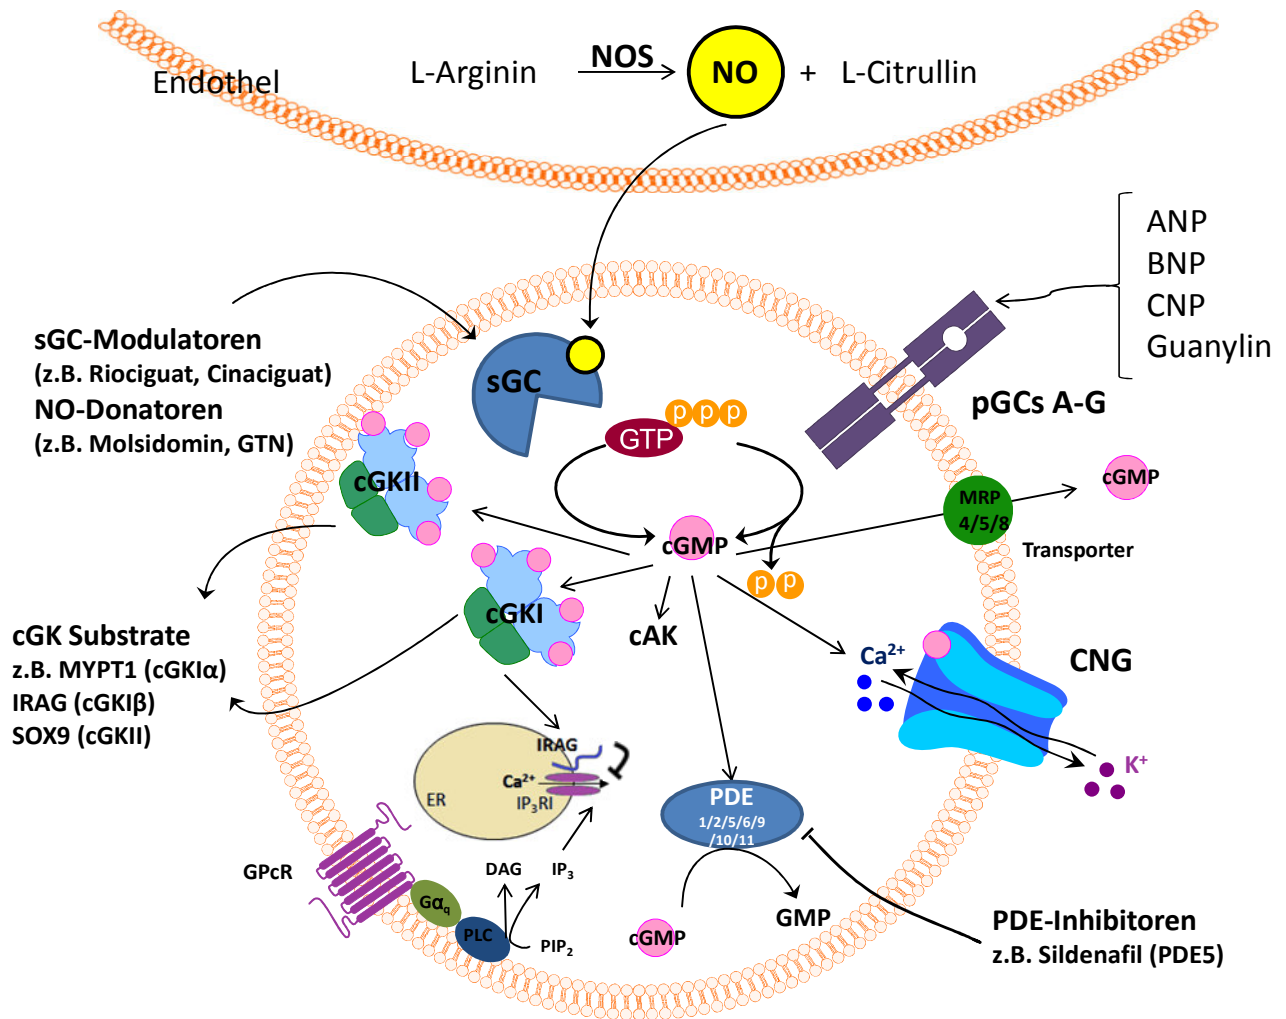 Endothel
L-Arginin
NOS
NO
+ L-Citrullin
ANP
BNP
CNP
Guanylin
sGC-Modulatoren
(z.B. Riociguat, Cinaciguat)
NO-Donatoren
(z.B. Molsidomin, GTN)
sGC
pGCs A-G
GTP
p p p
cGKII
cGMP
MRP
4/5/8
Transporter
cGMP
p p
cGKI
cAK
cGK Substrate
z.B. MYPT1 (cGKIα)
IRAG (cGKIβ)
SOX9 (cGKII)
Ca²⁺
CNG
K⁺
IRAG
Ca²⁺
ER
IP₃RI
PDE
1/2/5/6/9
/10/11
GPcR
DAG
IP₃
Gαq
PLC
PIP₂
cGMP
GMP
PDE-Inhibitoren
z.B. Sildenafil (PDE5)